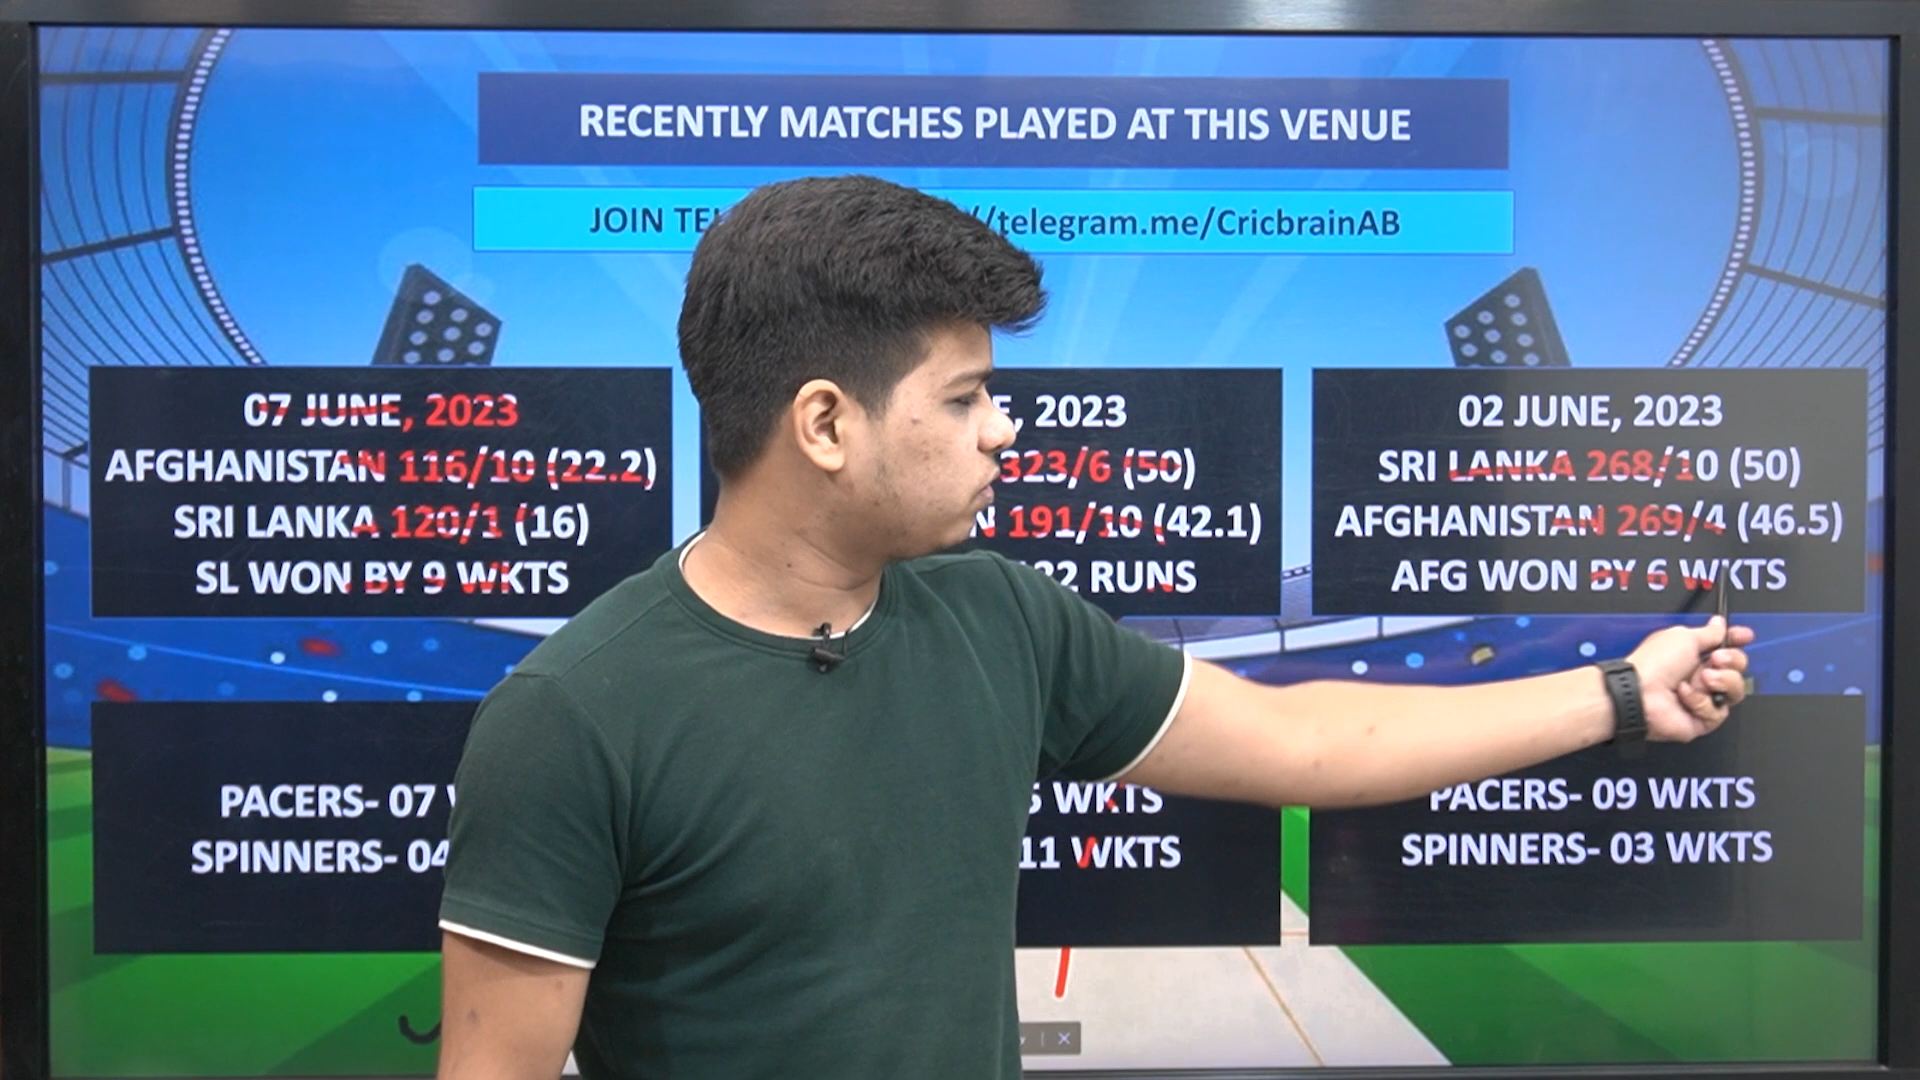 RECENTLY MATCHES PLAYED AT THIS VENUE
JOIN //telegram.me/CricbrainAB
07 JUNE, 2023
AFGHANISTAN 116/10 (22.2)
SRI LANKA 120/1 (16)
SL WON BY 9 WKTS
, 2023
323/6 (50)
191/10 (42.1)
RUNS
02 JUNE, 2023
SRI LANKA 268/10 (50)
AFGHANISTAN 269/4 (46.5)
AFG WON BY 6 WKTS
PACERS- 07
SPINNERS- 04
WKTS
11 WKTS
PACERS- 09 WKTS
SPINNERS- 03 WKTS